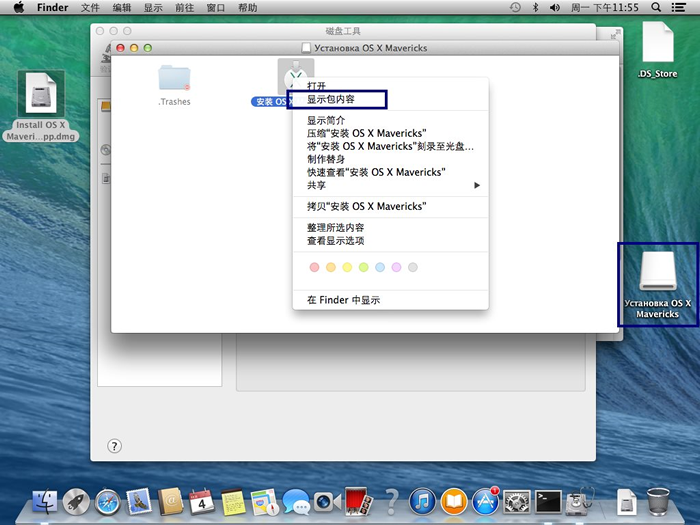 Finder 文件 编辑 显示 前往 窗口 帮助 周一 下午11:55
磁盘工具
Установка OS X Mavericks
.DS_Store
.Trashes
安装 OS
Install OS X
Maveri...pp.dmg
打开
显示包内容
显示简介
压缩“安装 OS X Mavericks”
将“安装 OS X Mavericks”刻录至光盘...
制作替身
快速查看“安装 OS X Mavericks”
共享
拷贝“安装 OS X Mavericks”
整理所选内容
查看显示选项
在 Finder 中显示
Установка OS X
Mavericks
?
4